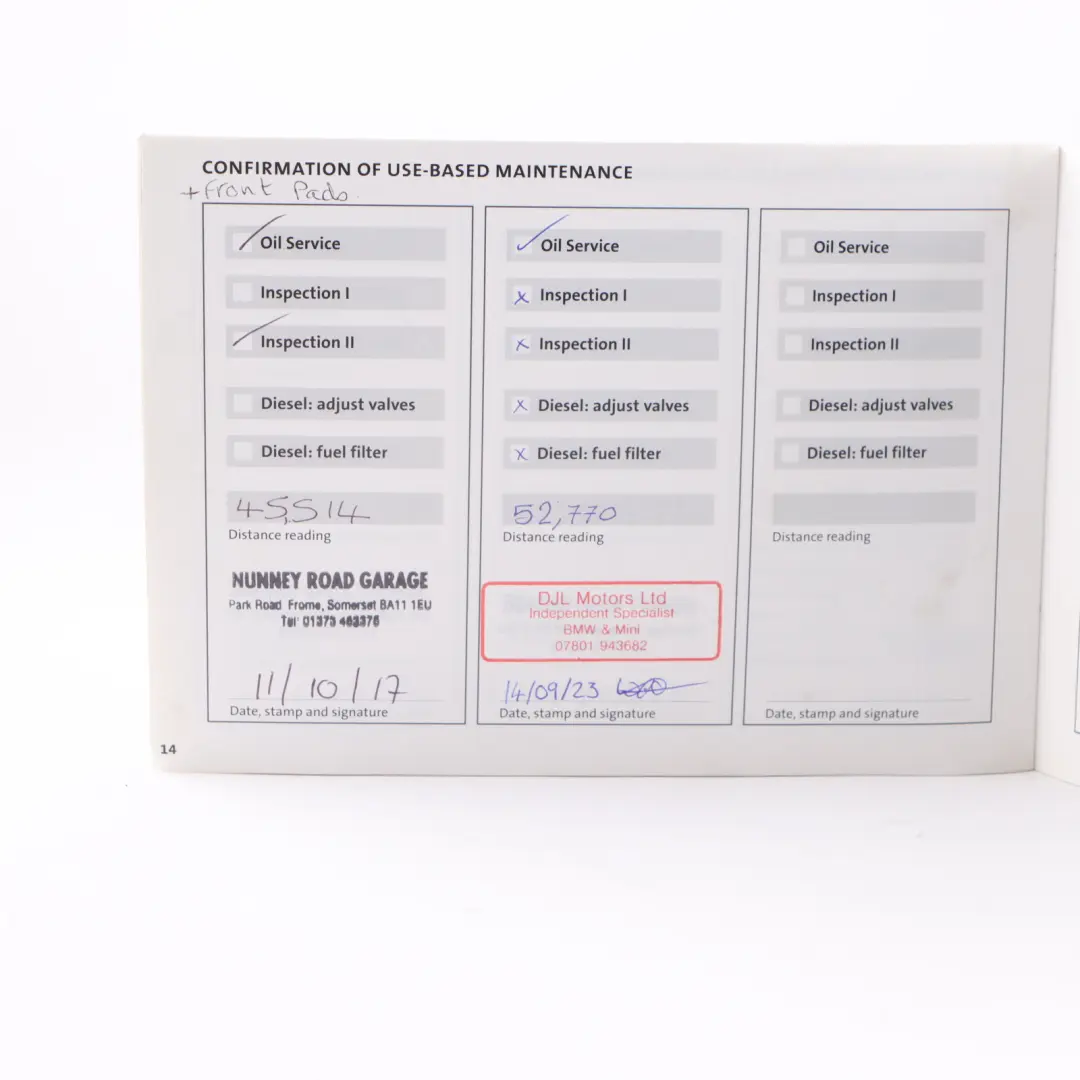 CONFIRMATION OF USE-BASED MAINTENANCE
+ Front Pads.
Oil Service
Inspection I
Inspection II
Diesel: adjust valves
Diesel: fuel filter
45,514
Distance reading
NUNNEY ROAD GARAGE
Park Road Frome, Somerset BA11 1EU
Tel: 01373 463376
11/10/17
Date, stamp and signature
Oil Service
x Inspection I
x Inspection II
x Diesel: adjust valves
x Diesel: fuel filter
52,770
Distance reading
DJL Motors Ltd
Independent Specialist
BMW & Mini
07801 943682
14/09/23
Date, stamp and signature
Oil Service
Inspection I
Inspection II
Diesel: adjust valves
Diesel: fuel filter
Distance reading
Date, stamp and signature
14